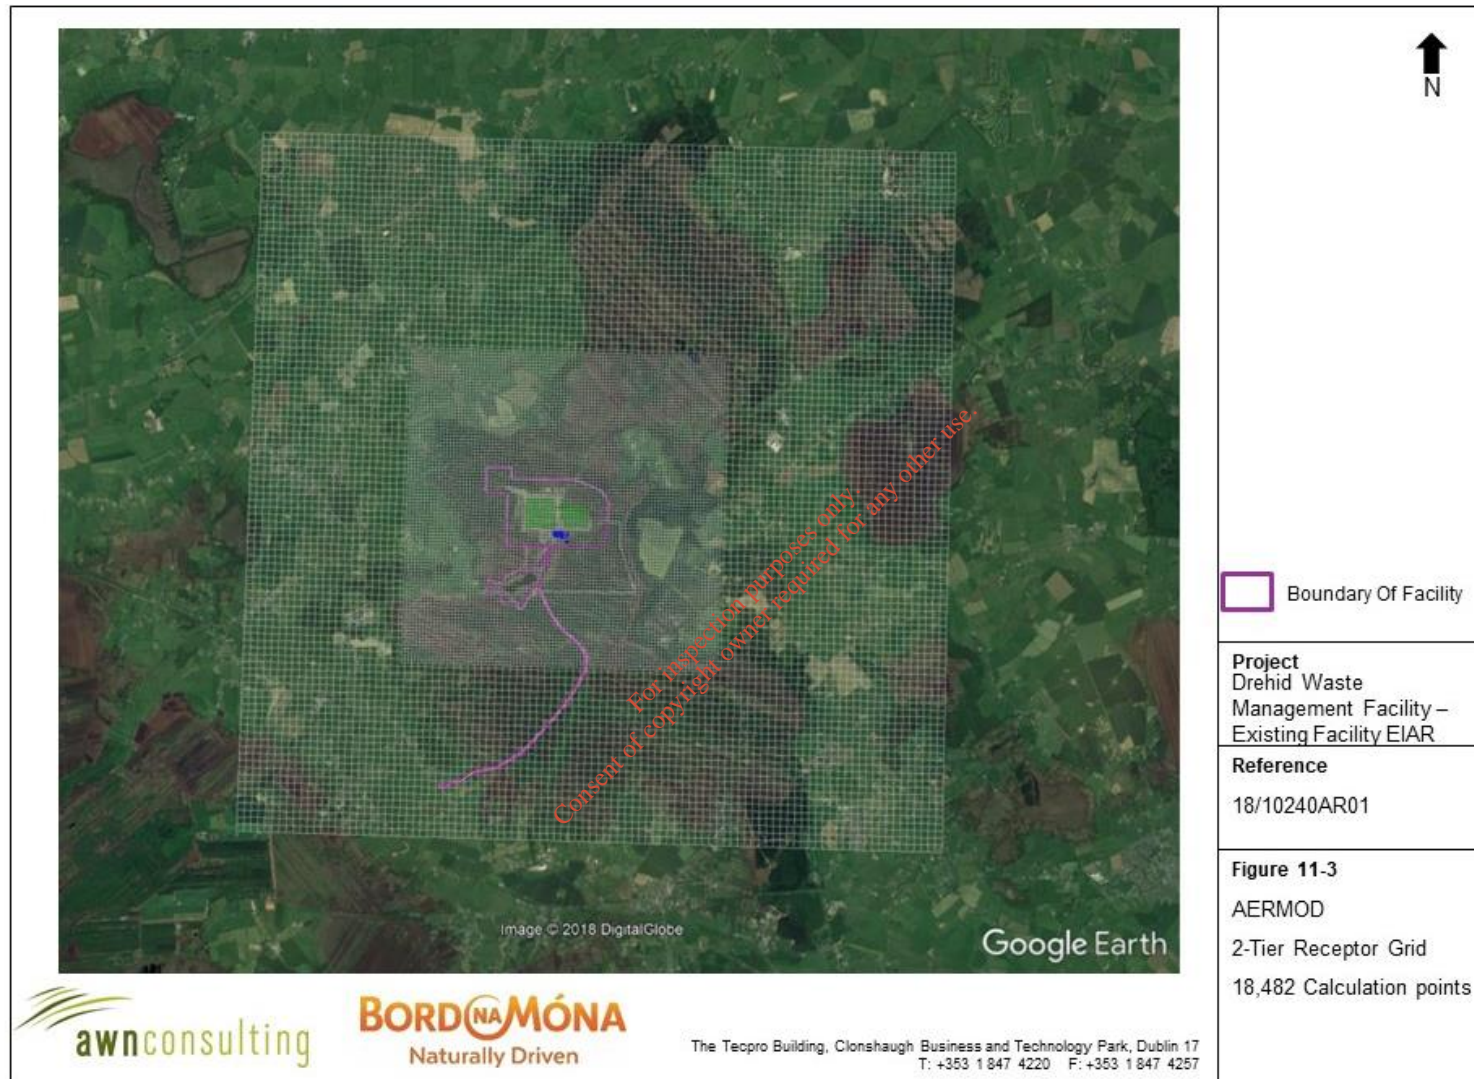 N
For inspection purposes only.
Consent of copyright owner required for any other use.
Boundary Of Facility
Project
Drehid Waste
Management Facility –
Existing Facility EIAR
Reference
18/10240AR01
Figure 11-3
AERMOD
2-Tier Receptor Grid
18,482 Calculation points
Image © 2018 DigitalGlobe
Google Earth
awnconsulting
BORD NA MÓNA
Naturally Driven
The Tecpro Building, Clonshaugh Business and Technology Park, Dublin 17
T: +353 1 847 4220 F: +353 1 847 4257